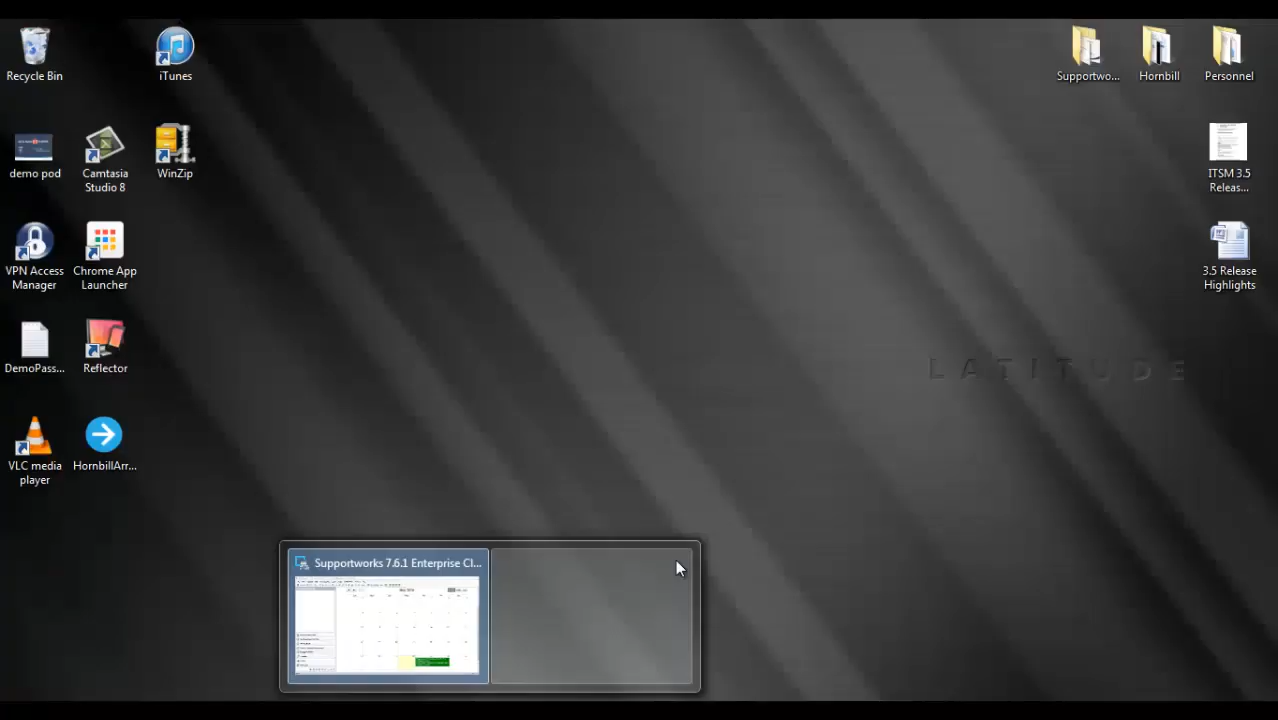 Recycle Bin
iTunes
Supportwo...
Hornbill
Personnel
demo pod
Camtasia
Studio 8
WinZip
ITSM 3.5
Releas...
VPN Access
Manager
Chrome App
Launcher
3.5 Release
Highlights
DemoPass...
Reflector
LATITUDE
VLC media
player
HornbillArr...
Supportworks 7.6.1 Enterprise Cl...